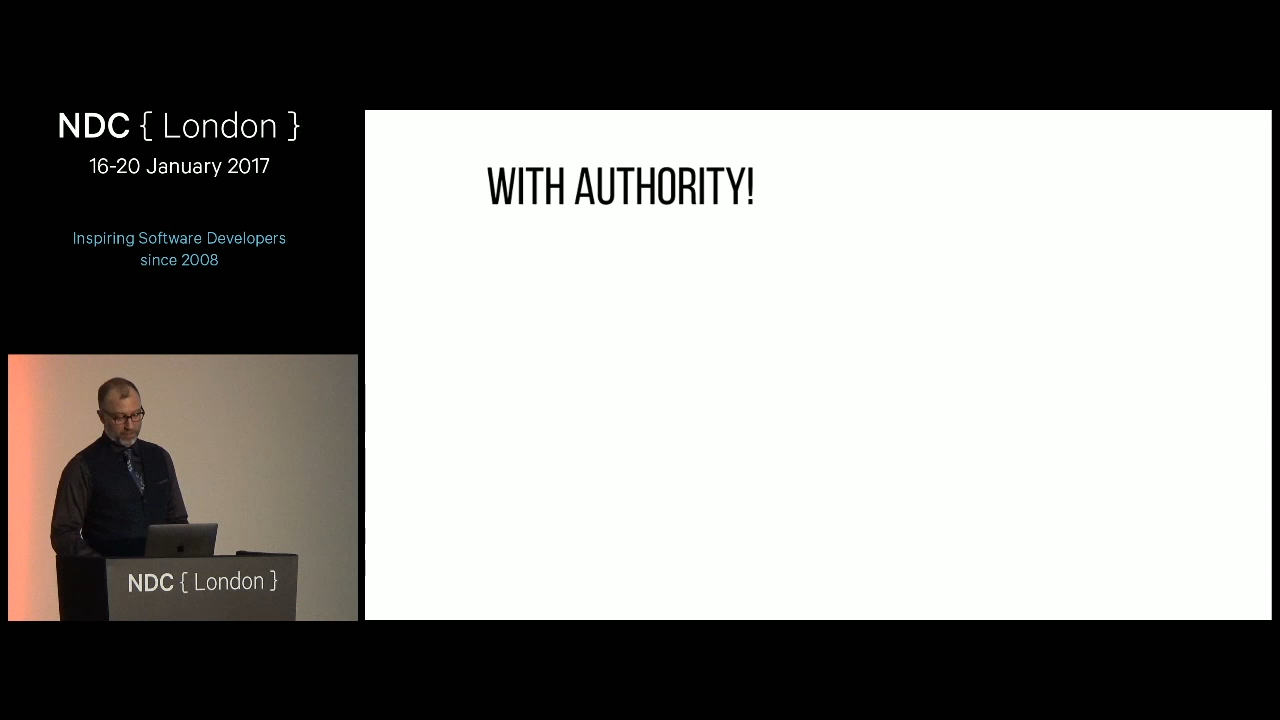 NDC { London }
16-20 January 2017
Inspiring Software Developers
since 2008
WITH AUTHORITY!
NDC { London }